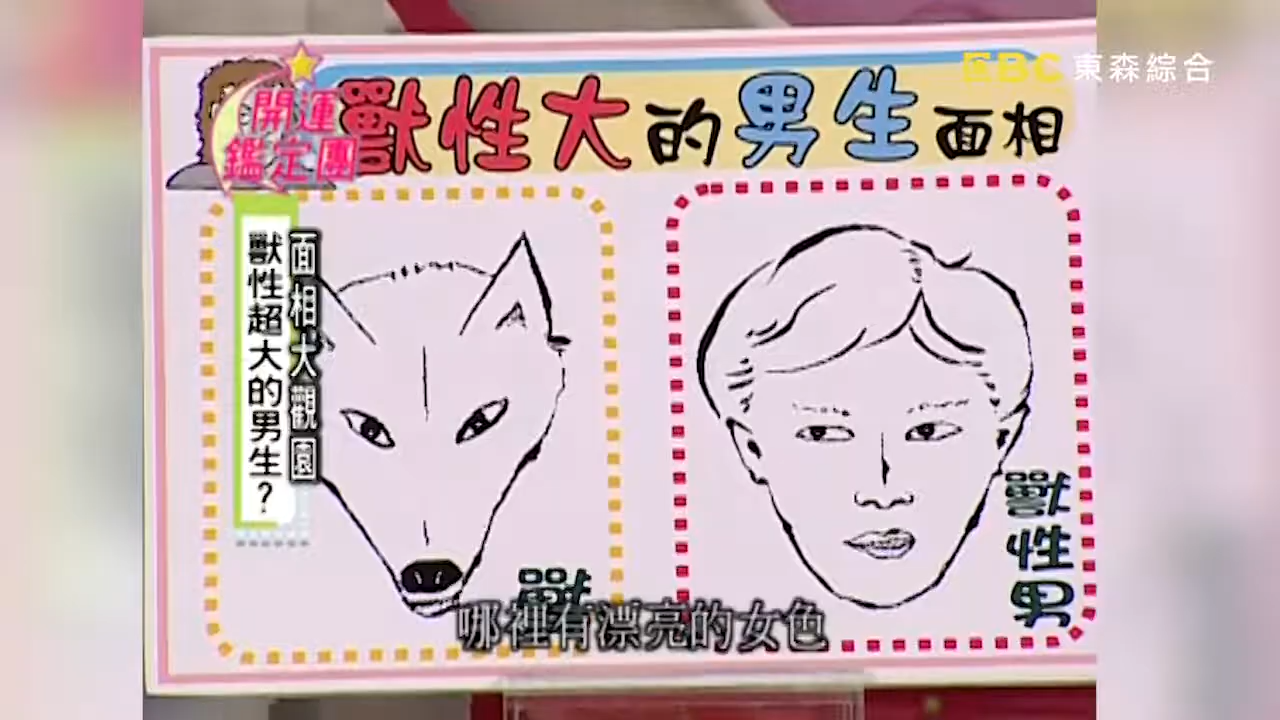 EBC 東森綜合
開運
鑑定團
獸性大的男生面相
面相大觀園
獸性超大的男生？
獸
獸性男
哪裡有漂亮的女色